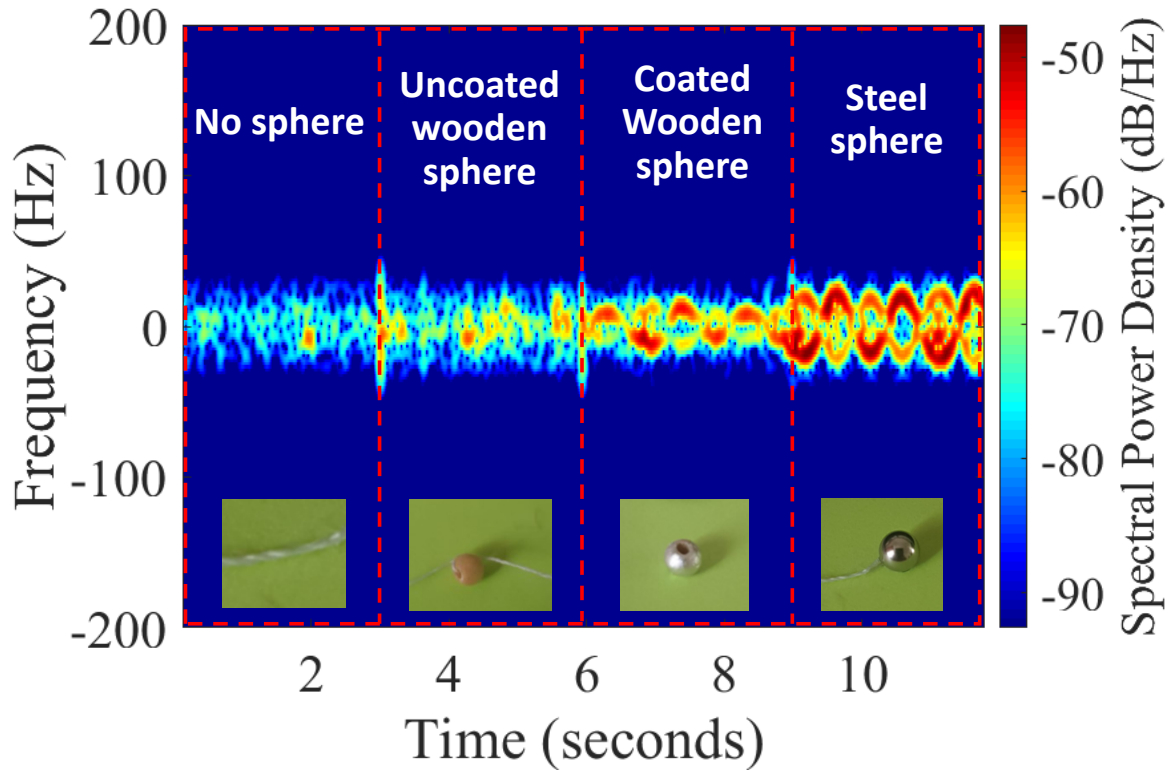 200
100
0
-100
-200
Frequency (Hz)
No sphere
Uncoated
wooden
sphere
Coated
Wooden
sphere
Steel
sphere
2
4
6
8
10
Time (seconds)
-50
-60
-70
-80
-90
Spectral Power Density (dB/Hz)